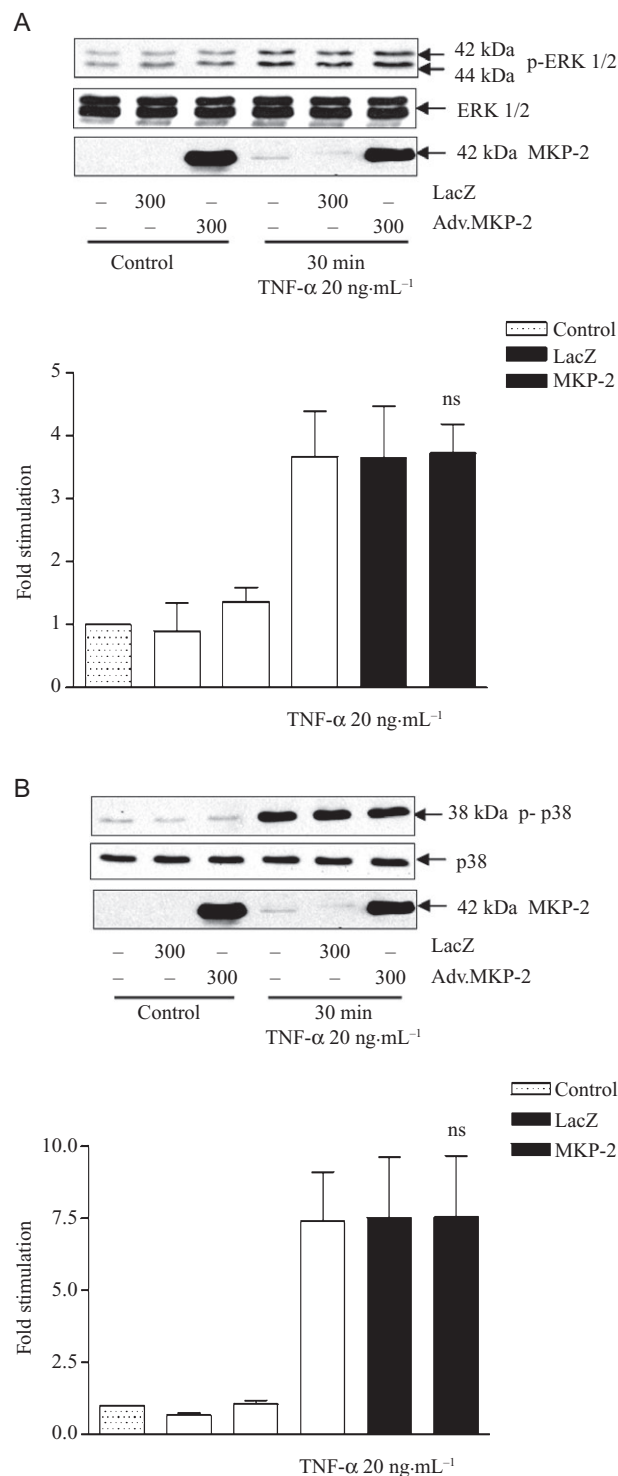 A
42 kDa
p-ERK 1/2
44 kDa
ERK 1/2
42 kDa MKP-2
– 300 – – 300 – LacZ
– – 300 – – 300 Adv.MKP-2
Control
30 min
TNF-α 20 ng·mL⁻¹
Control
LacZ
MKP-2
5
4
3
2
1
0
Fold stimulation
ns
TNF-α 20 ng·mL⁻¹
B
38 kDa p- p38
p38
42 kDa MKP-2
– 300 – – 300 – LacZ
– – 300 – – 300 Adv.MKP-2
Control
30 min
TNF-α 20 ng·mL⁻¹
Control
LacZ
MKP-2
10.0
7.5
5.0
2.5
0.0
Fold stimulation
ns
TNF-α 20 ng·mL⁻¹